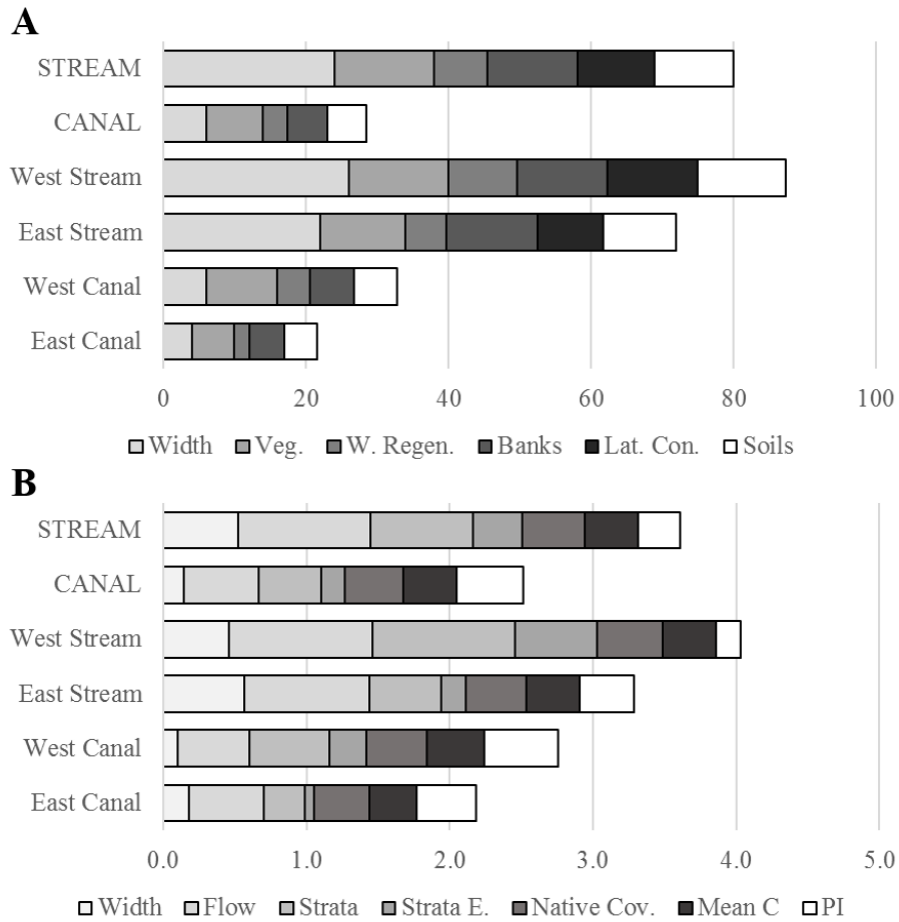 A
STREAM
CANAL
West Stream
East Stream
West Canal
East Canal
0 20 40 60 80 100
Width Veg. W. Regen. Banks Lat. Con. Soils
B
STREAM
CANAL
West Stream
East Stream
West Canal
East Canal
0.0 1.0 2.0 3.0 4.0 5.0
Width Flow Strata Strata E. Native Cov. Mean C PI